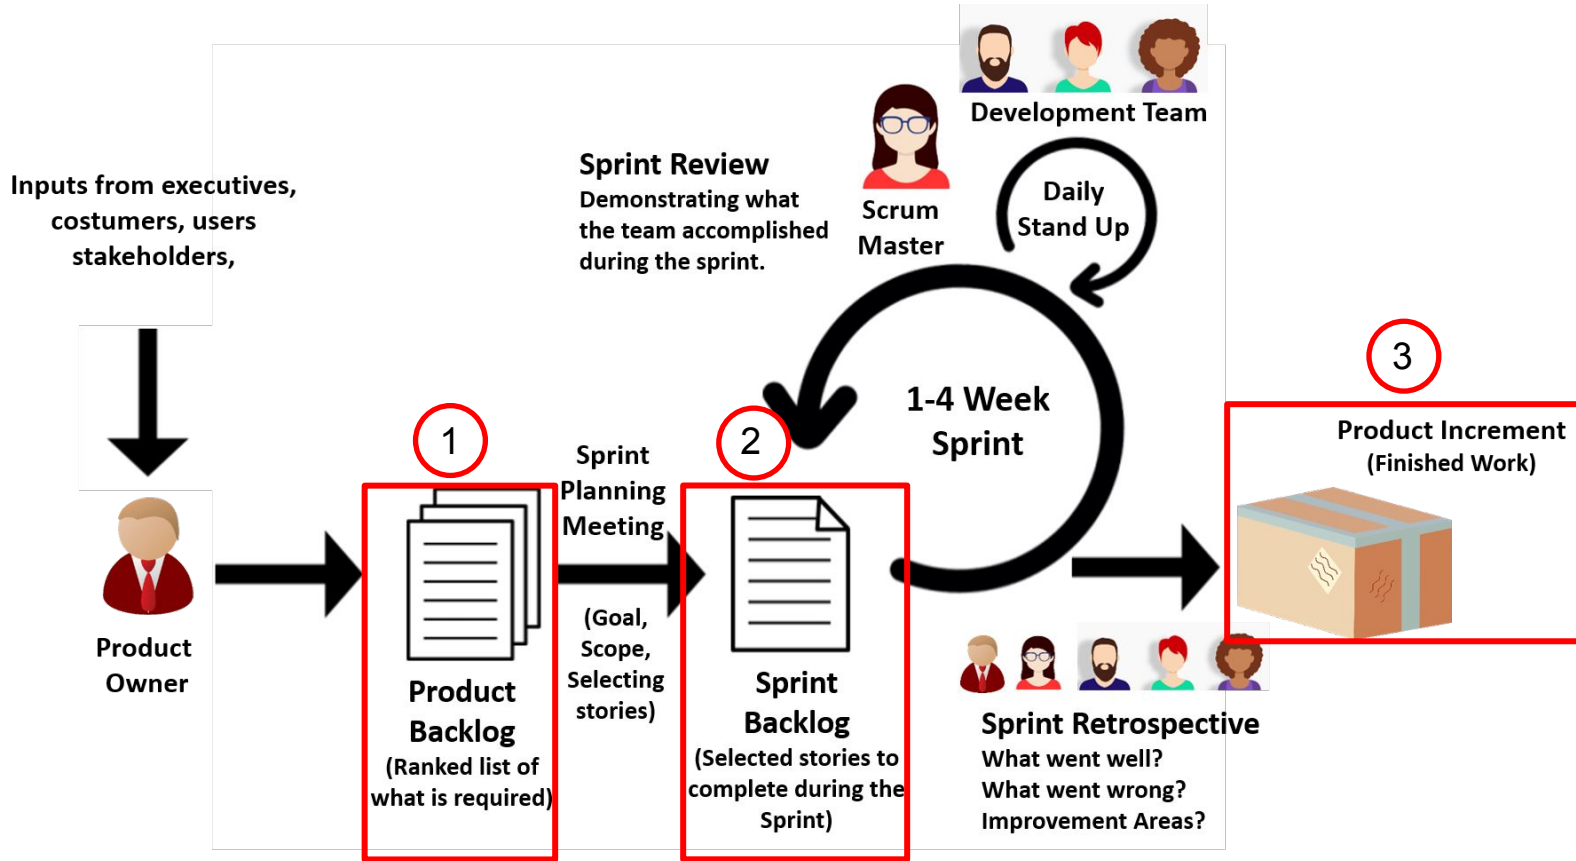 Development Team
Sprint Review
Demonstrating what
the team accomplished
during the sprint.
Scrum
Master
Daily
Stand Up
Inputs from executives,
costumers, users
stakeholders,
1-4 Week
Sprint
3
Product Increment
(Finished Work)
1
Sprint
Planning
Meeting
2
Product
Owner
(Goal,
Scope,
Selecting
stories)
Product
Backlog
(Ranked list of
what is required)
Sprint
Backlog
(Selected stories to
complete during the
Sprint)
Sprint Retrospective
What went well?
What went wrong?
Improvement Areas?